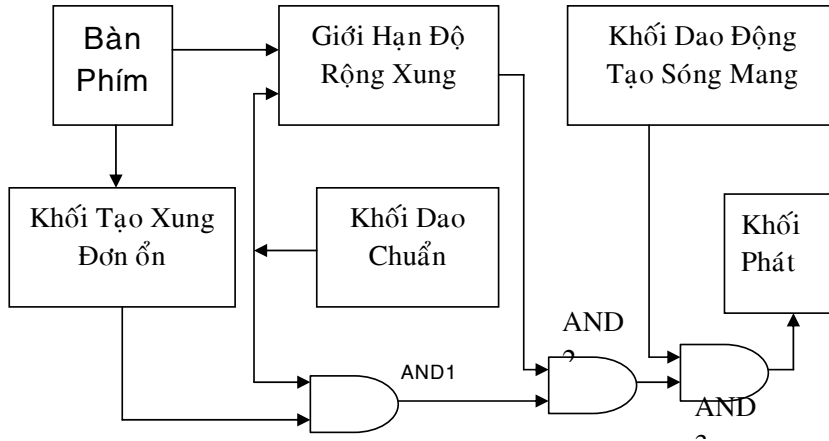 Bàn
Phím
Giới Hạn Độ
Rộng Xung
Khối Dao Động
Tạo Sóng Mang
Khối Tạo Xung
Đơn ổn
Khối Dao
Chuẩn
Khối
Phát
AND
AND1
AND